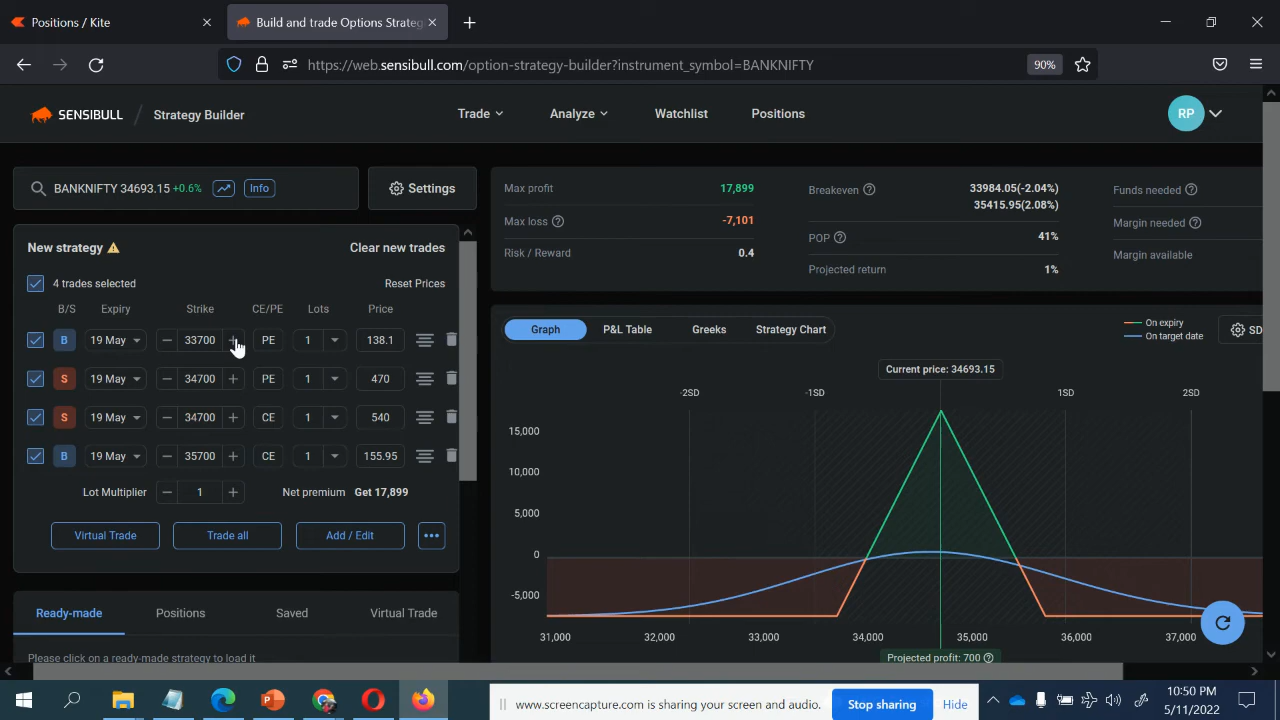 Positions / Kite
Build and trade Options Strateg
https://web.sensibull.com/option-strategy-builder?instrument_symbol=BANKNIFTY
90%
SENSIBULL
Strategy Builder
Trade
Analyze
Watchlist
Positions
RP
BANKNIFTY 34693.15 +0.6%
Info
Settings
Max profit 17,899
Max loss -7,101
Risk / Reward 0.4
Breakeven 33984.05(-2.04%)
35415.95(2.08%)
POP 41%
Projected return 1%
Funds needed
Margin needed
Margin available
New strategy
Clear new trades
4 trades selected
Reset Prices
B/S Expiry Strike CE/PE Lots Price
B 19 May 33700 PE 1 138.1
S 19 May 34700 PE 1 470
S 19 May 34700 CE 1 540
B 19 May 35700 CE 1 155.95
Lot Multiplier 1 Net premium Get 17,899
Virtual Trade
Trade all
Add / Edit
Ready-made
Positions
Saved
Virtual Trade
Please click on a ready-made strategy to load it
Graph
P&L Table
Greeks
Strategy Chart
On expiry
On target date
SD
Current price: 34693.15
-2SD -1SD 1SD 2SD
15,000
10,000
5,000
0
-5,000
31,000 32,000 33,000 34,000 35,000 36,000 37,000
Projected profit: 700
www.screencapture.com is sharing your screen and audio.
Stop sharing
Hide
10:50 PM
5/11/2022